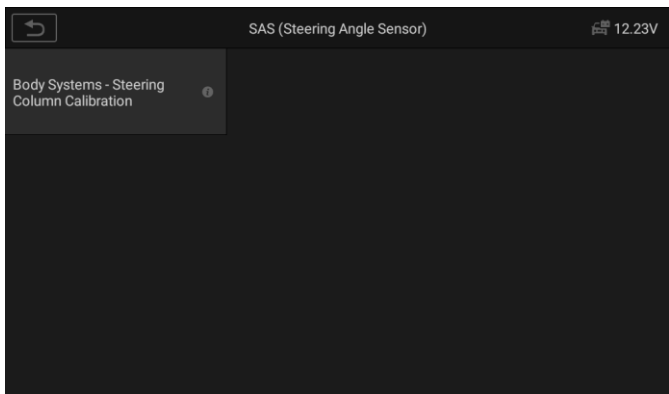 SAS (Steering Angle Sensor)
12.23V
Body Systems - Steering
Column Calibration